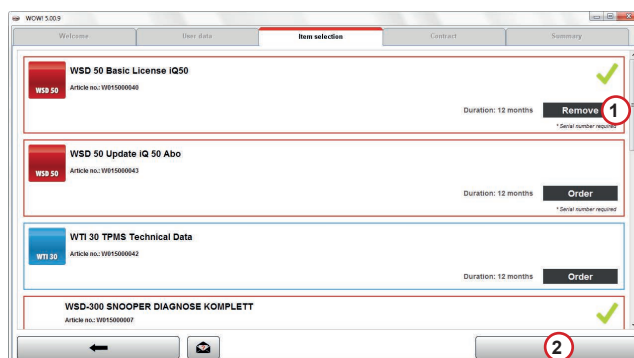 WOW! 5.00.9
Welcome
User data
Item selection
Contract
Summary
WSD 50 Basic License iQ50
WSD 50
Article no.: W015000040
Duration: 12 months
Remove
1
* Serial number required
WSD 50 Update iQ 50 Abo
WSD 50
Article no.: W015000043
Duration: 12 months
Order
* Serial number required
WTI 30 TPMS Technical Data
WTI 30
Article no.: W015000042
Duration: 12 months
Order
WSD-300 SNOOPER DIAGNOSE KOMPLETT
Article no.: W015000007
2